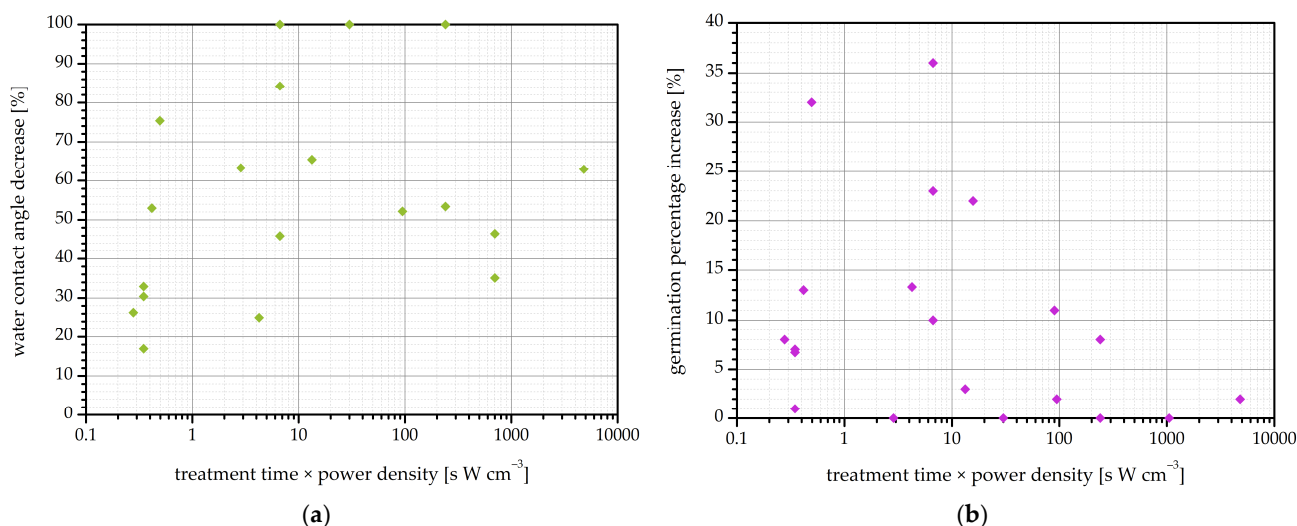 100
90
80
70
60
50
40
30
20
10
0
water contact angle decrease [%]
0.1 1 10 100 1000 10000
treatment time × power density [s W cm⁻³]
(a)
40
35
30
25
20
15
10
5
0
germination percentage increase [%]
0.1 1 10 100 1000 10000
treatment time × power density [s W cm⁻³]
(b)